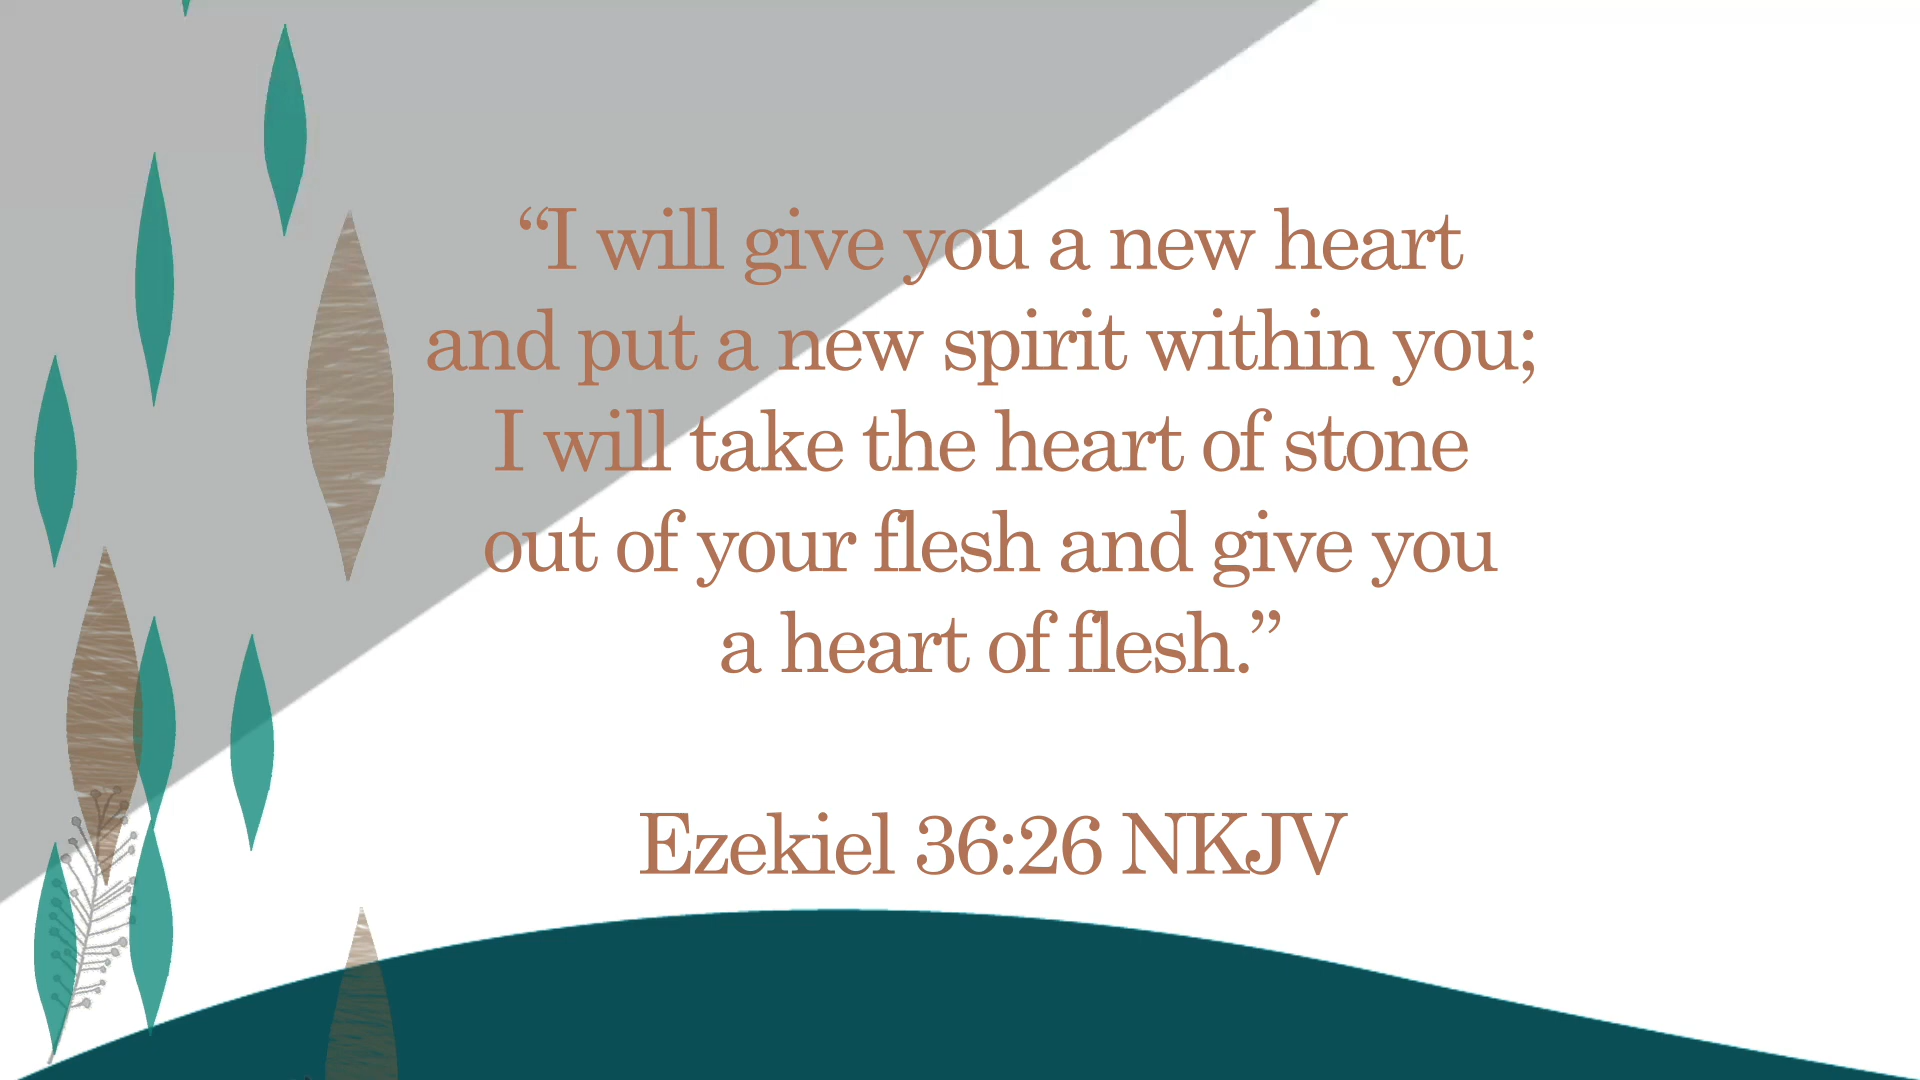 “I will give you a new heart
and put a new spirit within you;
I will take the heart of stone
out of your flesh and give you
a heart of flesh.”
Ezekiel 36:26 NKJV